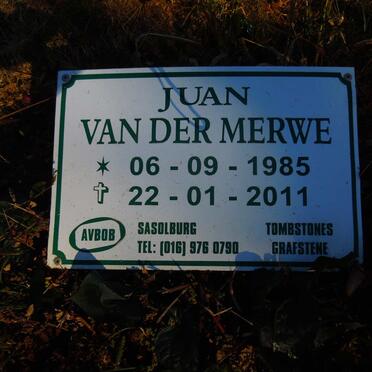 JUAN
VAN DER MERWE
* 06 - 09 - 1985
✝ 22 - 01 - 2011
AVBOB SASOLBURG TOMBSTONES
TEL: (016) 976 0790 GRAFSTENE